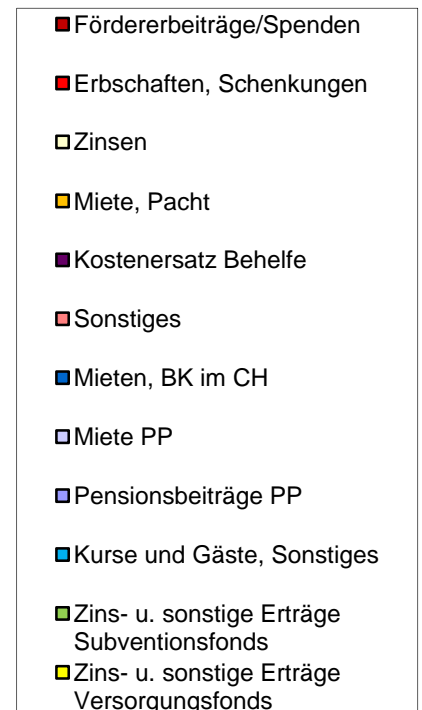 Fördererbeiträge/Spenden
Erbschaften, Schenkungen
Zinsen
Miete, Pacht
Kostenersatz Behelfe
Sonstiges
Mieten, BK im CH
Miete PP
Pensionsbeiträge PP
Kurse und Gäste, Sonstiges
Zins- u. sonstige Erträge
Subventionsfonds
Zins- u. sonstige Erträge
Versorgungsfonds